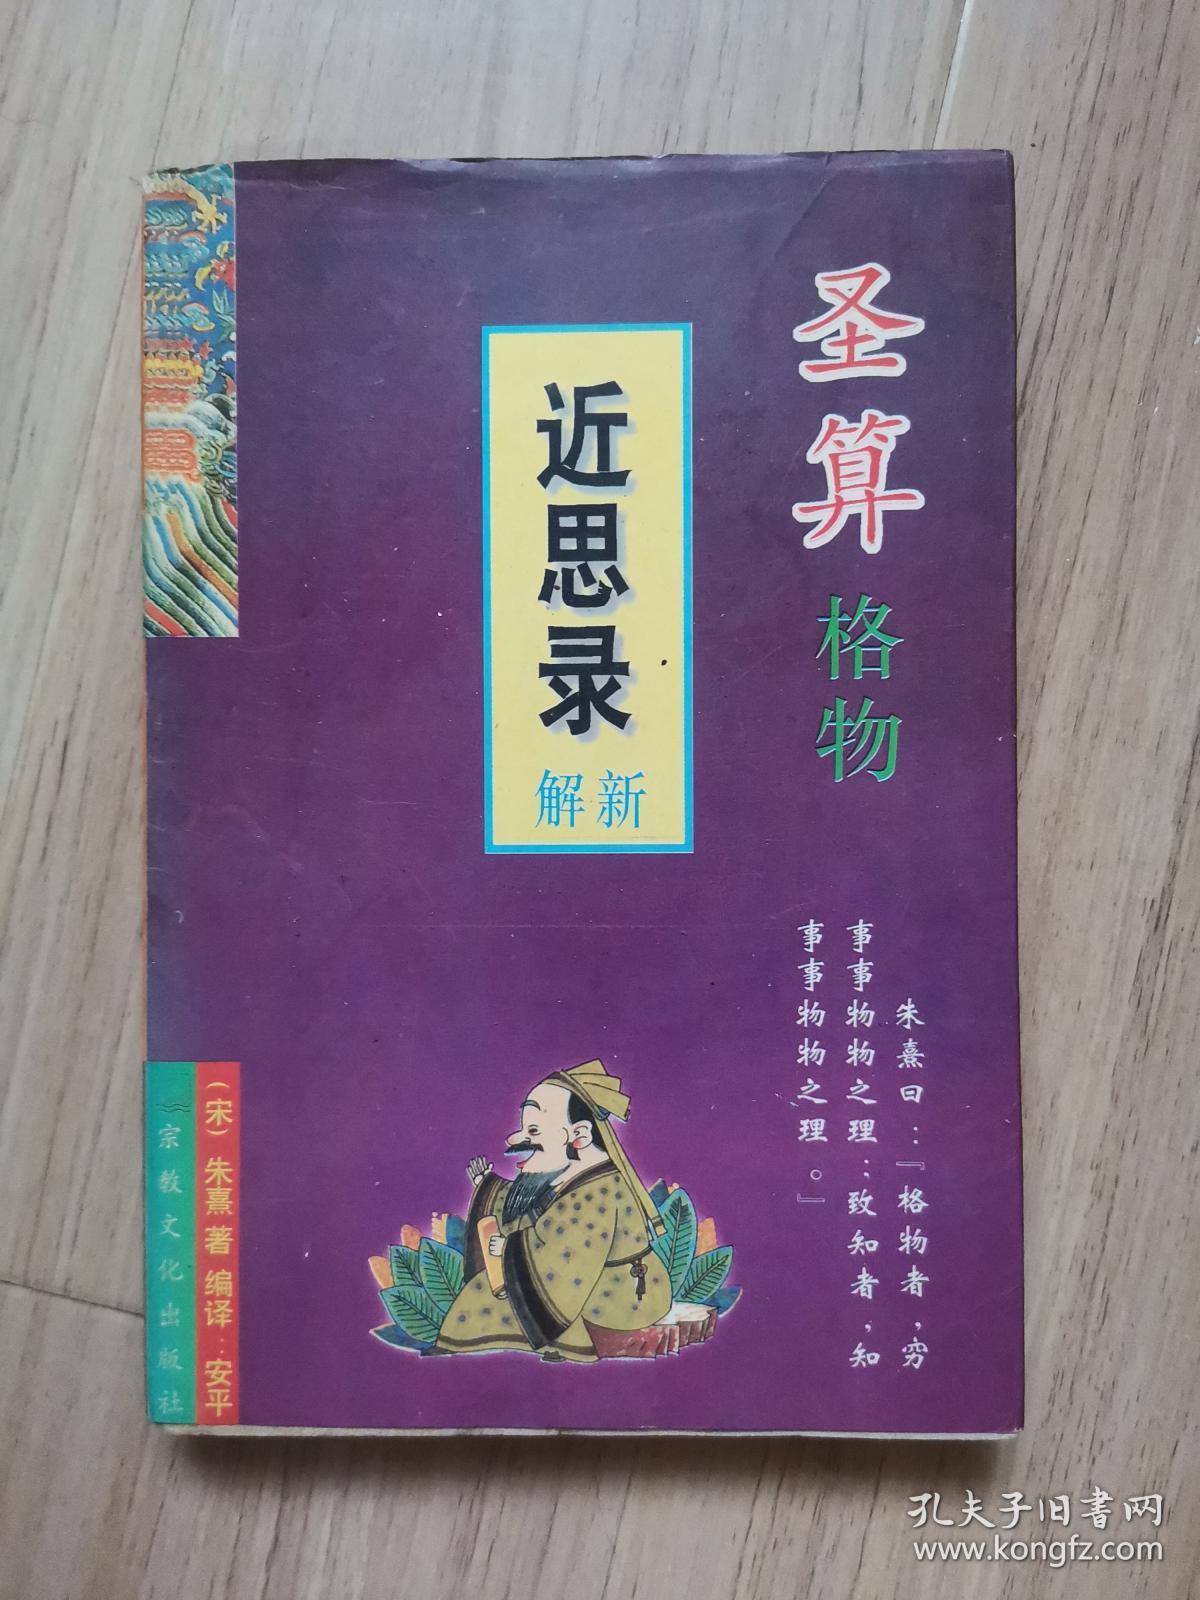 圣算
格物
朱熹曰：『格物者，穷
事事物物之理：致知者，知
事事物物之理。』
近思录
解新
（宋）朱熹著 编译：安平
宗教文化出版社
孔夫子旧书网
www.kongfz.com